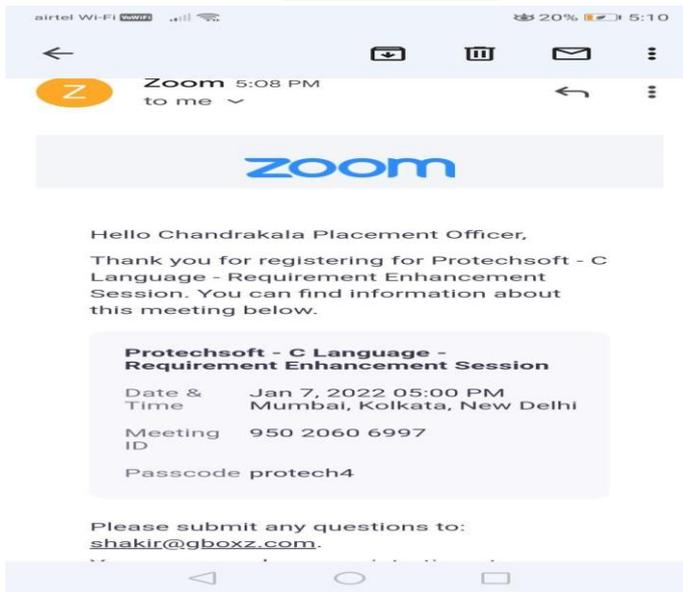 airtel Wi-Fi VoWiFi 20% 5:10
Z Zoom 5:08 PM
to me
zoom
Hello Chandrakala Placement Officer,
Thank you for registering for Protechsoft - C
Language - Requirement Enhancement
Session. You can find information about
this meeting below.
Protechsoft - C Language -
Requirement Enhancement Session
Date & Jan 7, 2022 05:00 PM
Time Mumbai, Kolkata, New Delhi
Meeting 950 2060 6997
ID
Passcode protech4
Please submit any questions to:
shakir@gboxz.com.